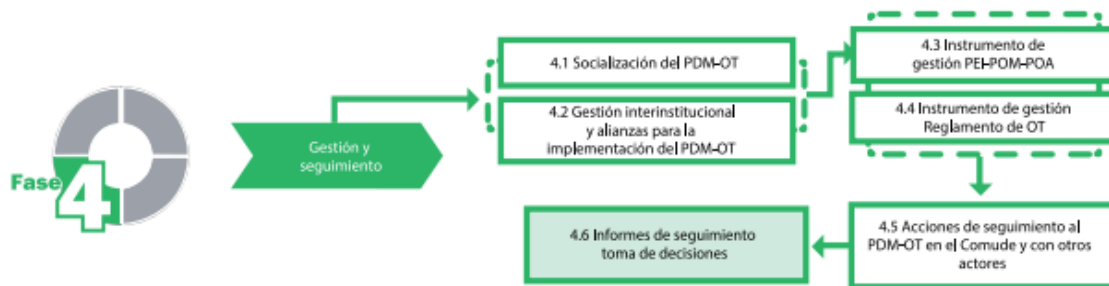 Fase 4
Gestión y
seguimiento
4.1 Socialización del PDM-OT
4.2 Gestión interinstitucional
y alianzas para la
implementación del PDM-OT
4.3 Instrumento de
gestión PEI-POM-POA
4.4 Instrumento de gestión
Reglamento de OT
4.5 Acciones de seguimiento al
PDM-OT en el Comude y con otros
actores
4.6 Informes de seguimiento
toma de decisiones